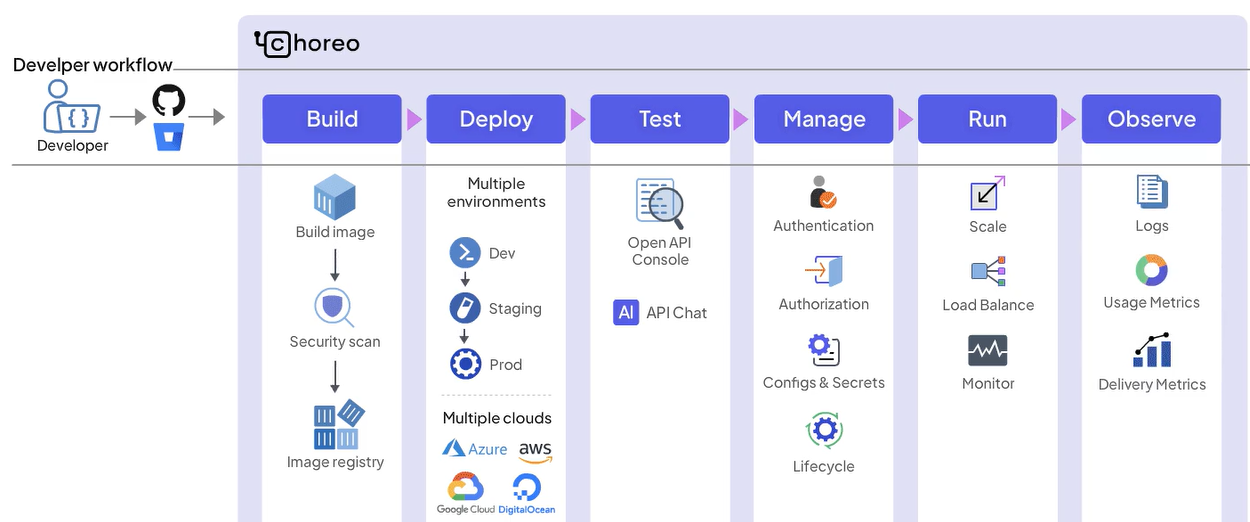 Choreo
Develper workflow
Developer
Build
Deploy
Test
Manage
Run
Observe
Build image
Security scan
Image registry
Multiple
environments
Dev
Staging
Prod
Multiple clouds
Azure
aws
Google Cloud
DigitalOcean
Open API
Console
AI
API Chat
Authentication
Authorization
Configs & Secrets
Lifecycle
Scale
Load Balance
Monitor
Logs
Usage Metrics
Delivery Metrics